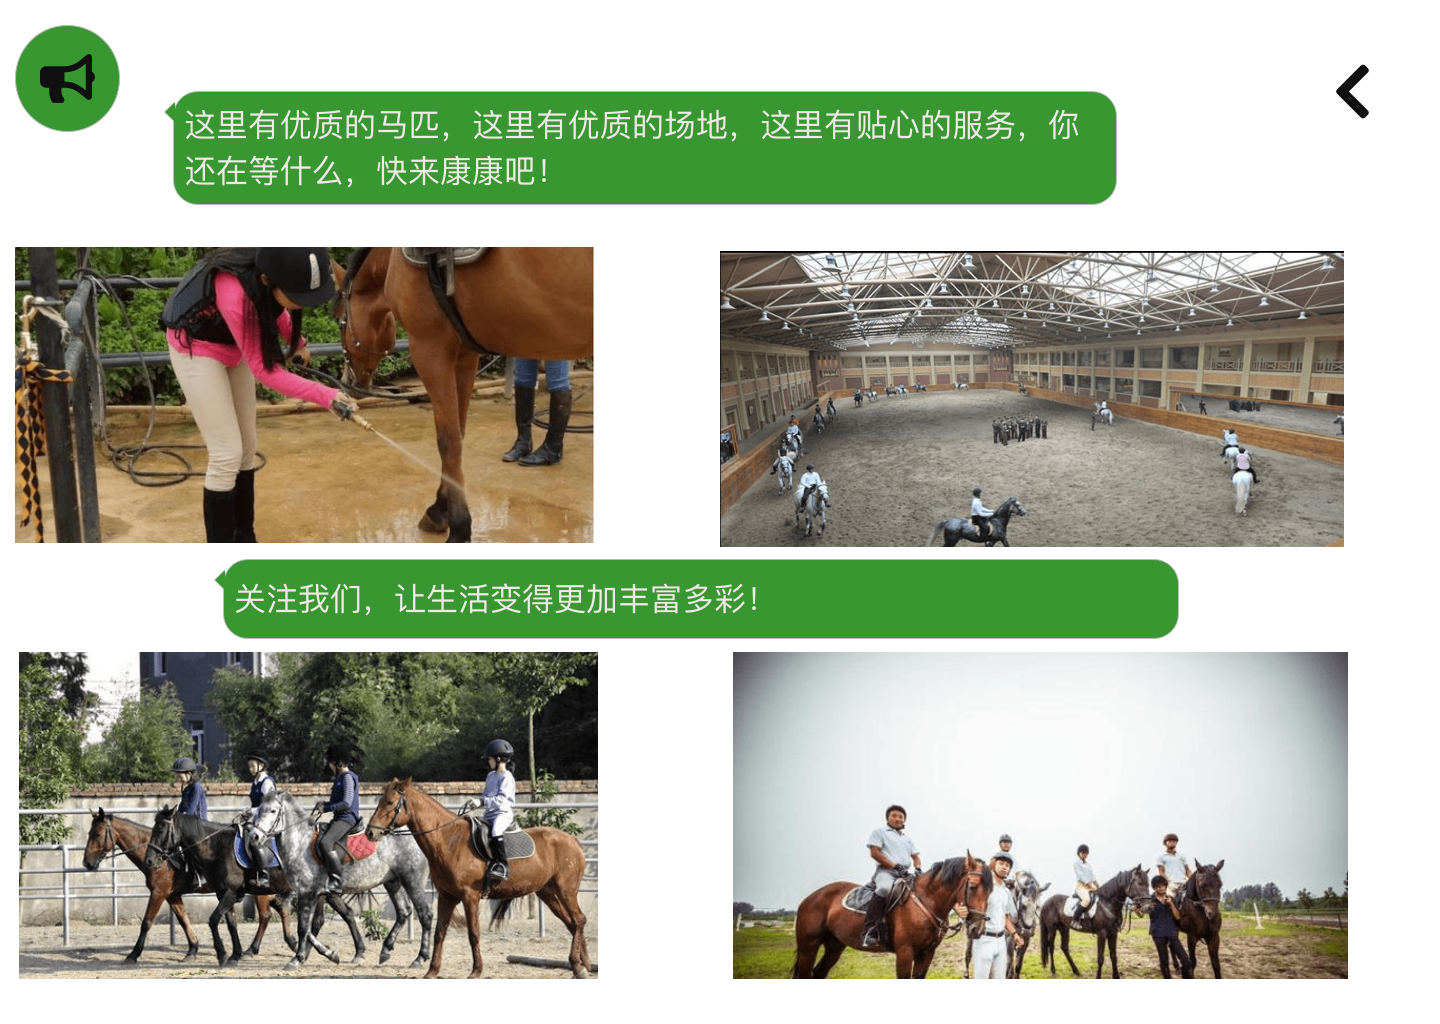 这里有优质的马匹，这里有优质的场地，这里有贴心的服务，你
还在等什么，快来康康吧！
关注我们，让生活变得更加丰富多彩！